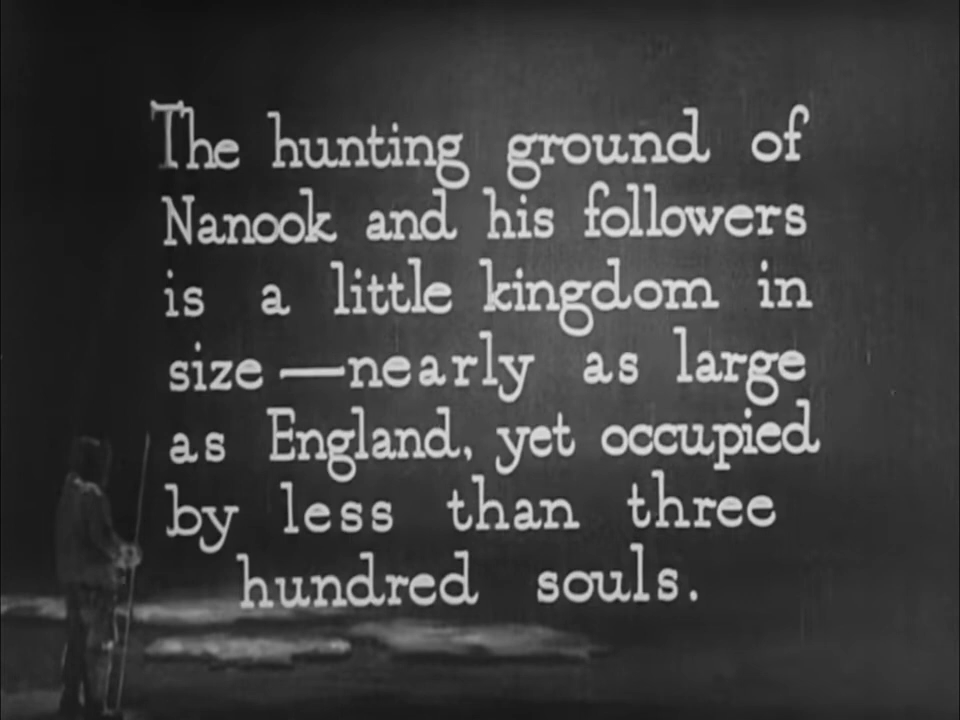 The hunting ground of
Nanook and his followers
is a little kingdom in
size—nearly as large
as England, yet occupied
by less than three
hundred souls.